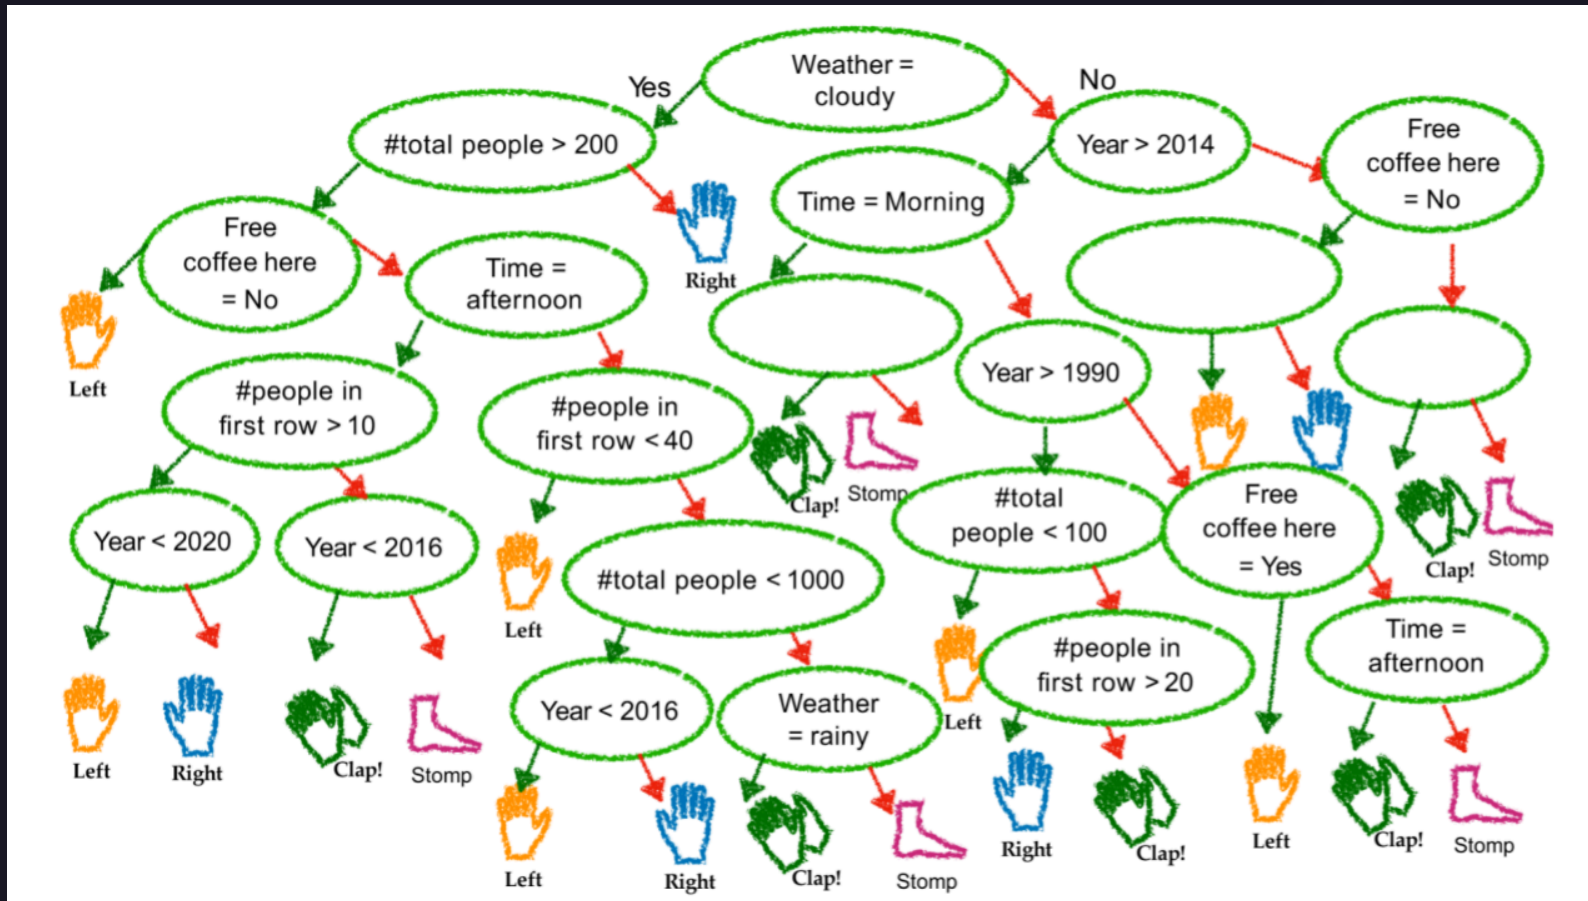 Weather =
cloudy
Yes
No
#total people > 200
Year > 2014
Free
coffee here
= No
Time = Morning
Free
coffee here
= No
Time =
afternoon
Right
Left
#people in
first row > 10
#people in
first row < 40
Year > 1990
Clap!
Stomp
#total
people < 100
Free
coffee here
= Yes
Clap!
Stomp
Year < 2020
Year < 2016
Left
#total people < 1000
#people in
first row > 20
Time =
afternoon
Left
Right
Clap!
Stomp
Year < 2016
Weather
= rainy
Left
Left
Right
Clap!
Stomp
Right
Clap!
Left
Clap!
Stomp